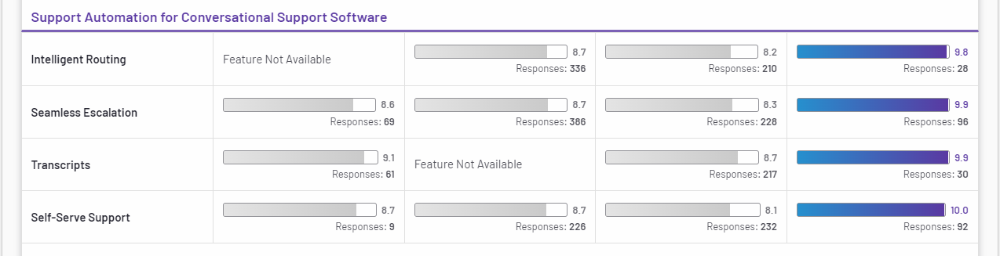 Support Automation for Conversational Support Software
Intelligent Routing
Feature Not Available
8.7
Responses: 336
8.2
Responses: 210
9.8
Responses: 28
Seamless Escalation
8.6
Responses: 69
8.7
Responses: 386
8.3
Responses: 228
9.9
Responses: 96
Transcripts
9.1
Responses: 61
Feature Not Available
8.7
Responses: 217
9.9
Responses: 30
Self-Serve Support
8.7
Responses: 9
8.7
Responses: 226
8.1
Responses: 232
10.0
Responses: 92